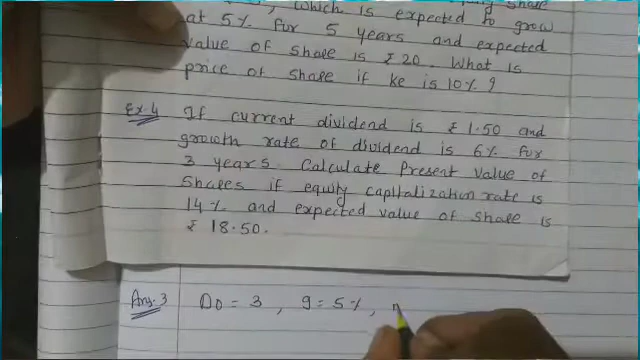 which is expected to grow
at 5% for 5 years and expected
value of share is ₹ 20. What is
price of share if ke is 10% ?
Ex.4 If current dividend is ₹ 1.50 and
growth rate of dividend is 6% for
3 years. Calculate Present value of
Shares if equity capitalization rate is
14% and expected value of share is
₹ 18.50.
Ans.3 D0 = 3 , g = 5% ,